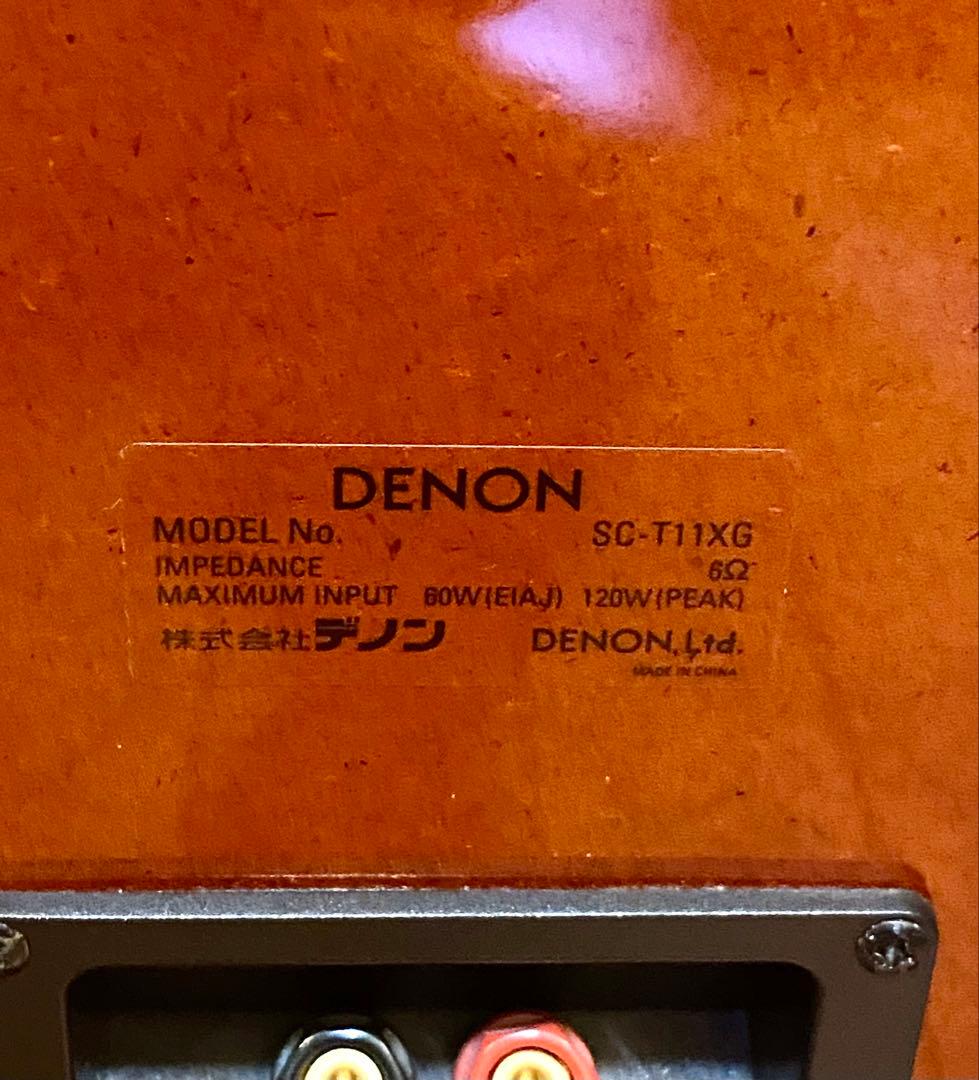 DENON
MODEL No. SC-T11XG
IMPEDANCE 6Ω
MAXIMUM INPUT 60W(EIAJ) 120W(PEAK)
株式会社デノン DENON, Ltd.
MADE IN CHINA